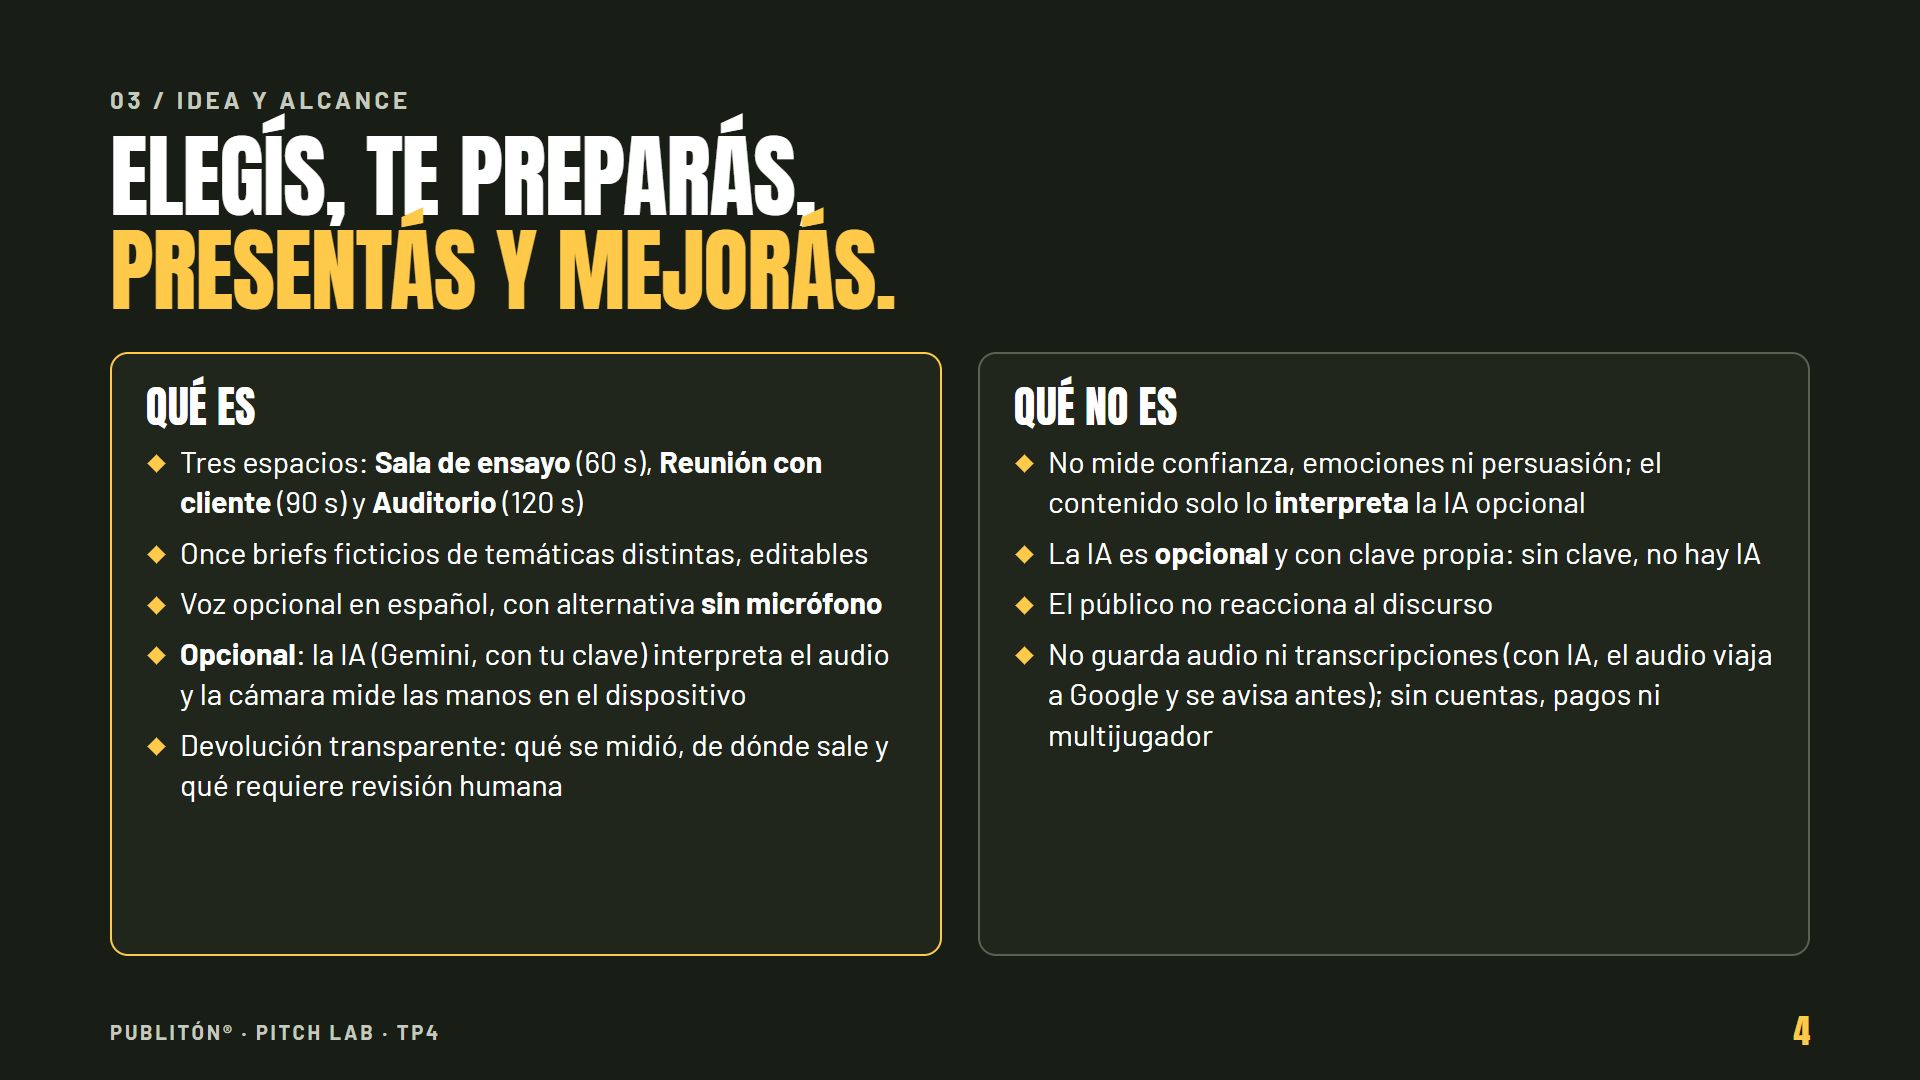 03 / IDEA Y ALCANCE
ELEGÍS, TE PREPARÁS.
PRESENTÁS Y MEJORÁS.
QUÉ ES
Tres espacios: Sala de ensayo (60 s), Reunión con
cliente (90 s) y Auditorio (120 s)
Once briefs ficticios de temáticas distintas, editables
Voz opcional en español, con alternativa sin micrófono
Opcional: la IA (Gemini, con tu clave) interpreta el audio
y la cámara mide las manos en el dispositivo
Devolución transparente: qué se midió, de dónde sale y
qué requiere revisión humana
QUÉ NO ES
No mide confianza, emociones ni persuasión; el
contenido solo lo interpreta la IA opcional
La IA es opcional y con clave propia: sin clave, no hay IA
El público no reacciona al discurso
No guarda audio ni transcripciones (con IA, el audio viaja
a Google y se avisa antes); sin cuentas, pagos ni
multijugador
PUBLITÓN® · PITCH LAB · TP4
4